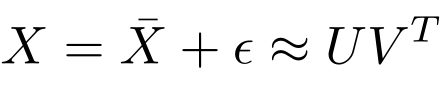 X = X̄ + ϵ ≈ UV^T